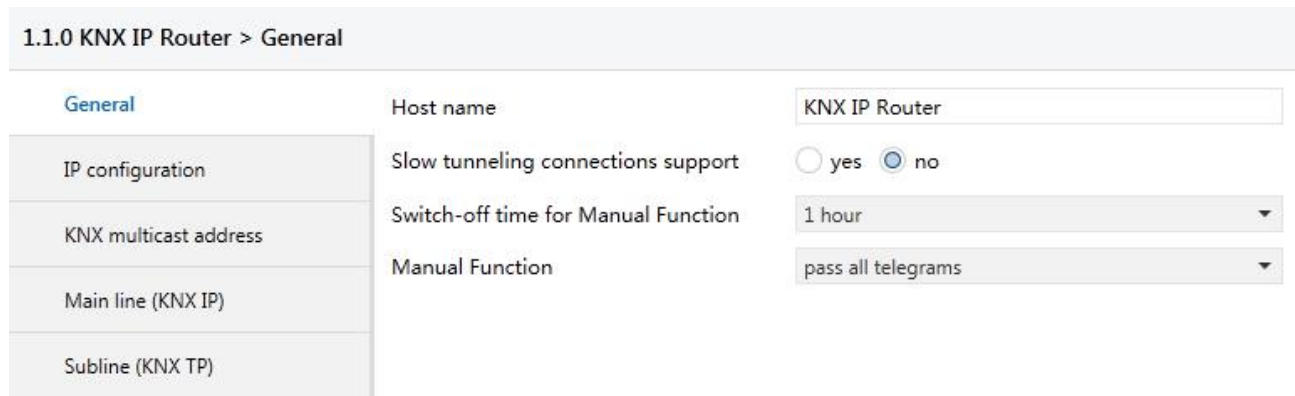 1.1.0 KNX IP Router > General
General
Host name
KNX IP Router
IP configuration
Slow tunneling connections support
yes
no
KNX multicast address
Switch-off time for Manual Function
1 hour
Manual Function
pass all telegrams
Main line (KNX IP)
Subline (KNX TP)